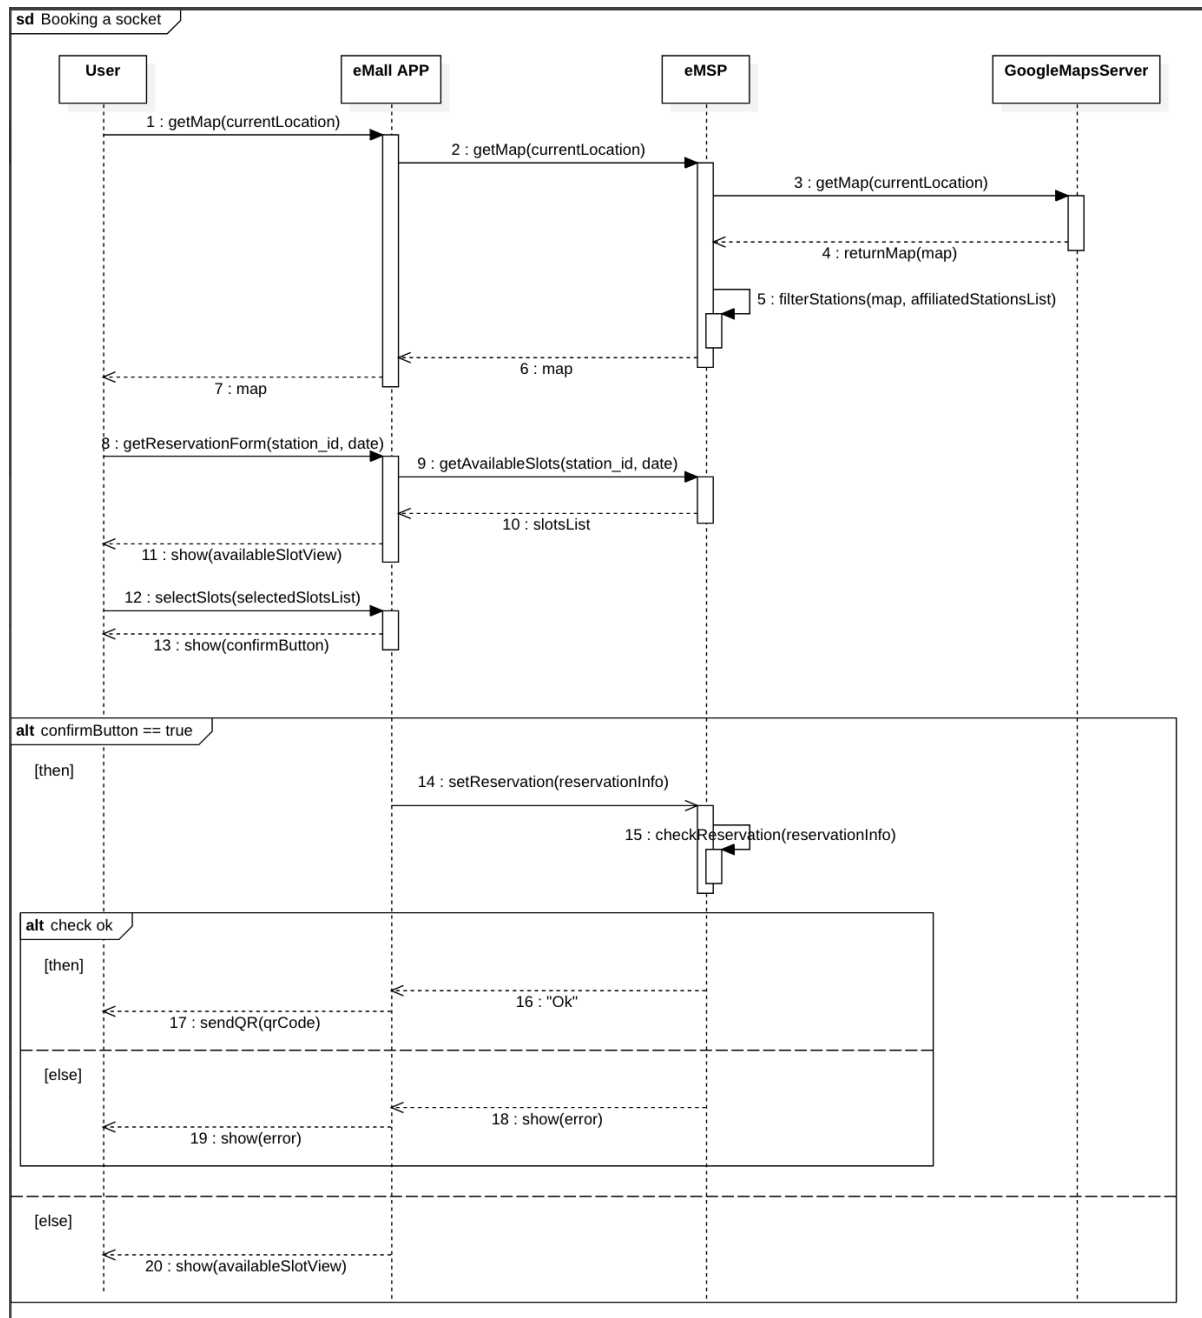 sd Booking a socket
User
eMall APP
eMSP
GoogleMapsServer
1 : getMap(currentLocation)
2 : getMap(currentLocation)
3 : getMap(currentLocation)
4 : returnMap(map)
5 : filterStations(map, affiliatedStationsList)
6 : map
7 : map
8 : getReservationForm(station_id, date)
9 : getAvailableSlots(station_id, date)
10 : slotsList
11 : show(availableSlotView)
12 : selectSlots(selectedSlotsList)
13 : show(confirmButton)
alt confirmButton == true
[then]
14 : setReservation(reservationInfo)
15 : checkReservation(reservationInfo)
alt check ok
[then]
16 : "Ok"
17 : sendQR(qrCode)
[else]
18 : show(error)
19 : show(error)
[else]
20 : show(availableSlotView)